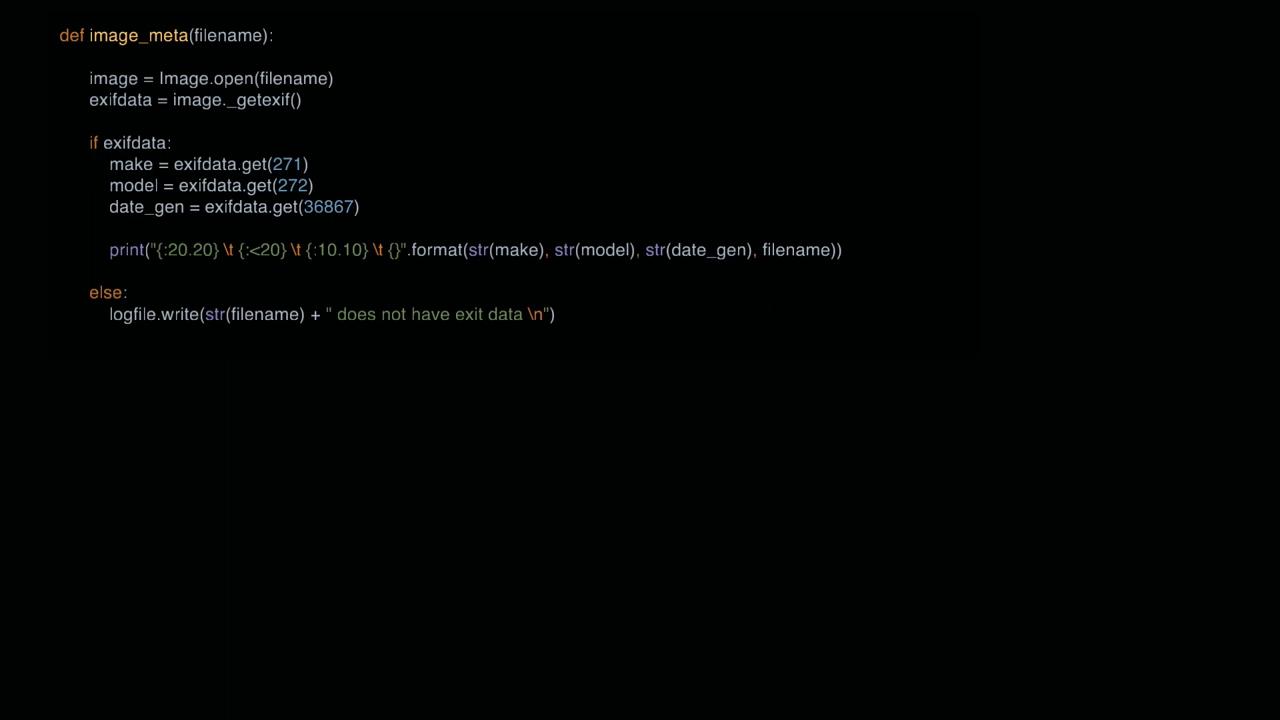 def image_meta(filename):
image = Image.open(filename)
exifdata = image._getexif()
if exifdata:
make = exifdata.get(271)
model = exifdata.get(272)
date_gen = exifdata.get(36867)
print("{:20.20} \t {:<20} \t {:10.10} \t {}".format(str(make), str(model), str(date_gen), filename))
else:
logfile.write(str(filename) + " does not have exit data \n")